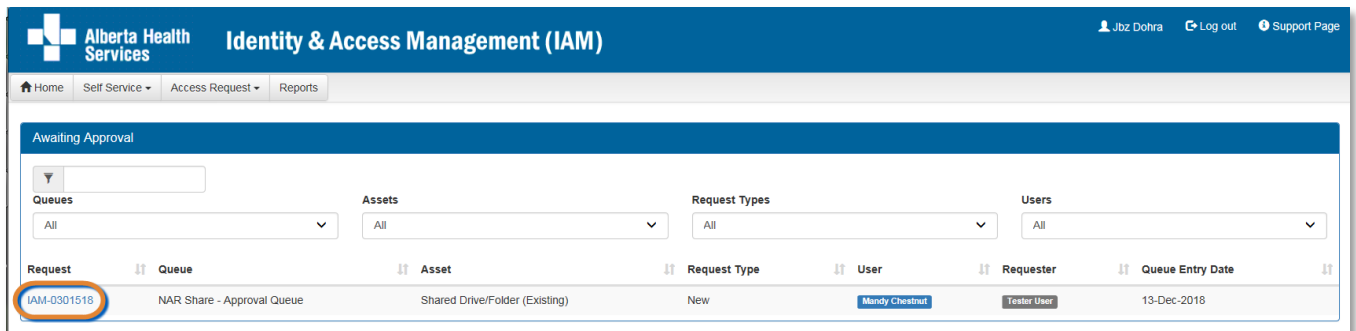 Alberta Health Services Identity & Access Management (IAM) Jbz Dohra Log out Support Page
Home Self Service Access Request Reports
Awaiting Approval
Queues Assets Request Types Users
All All All All
Request Queue Asset Request Type User Requester Queue Entry Date
IAM-0301518 NAR Share - Approval Queue Shared Drive/Folder (Existing) New Mandy Chestnut Tester User 13-Dec-2018